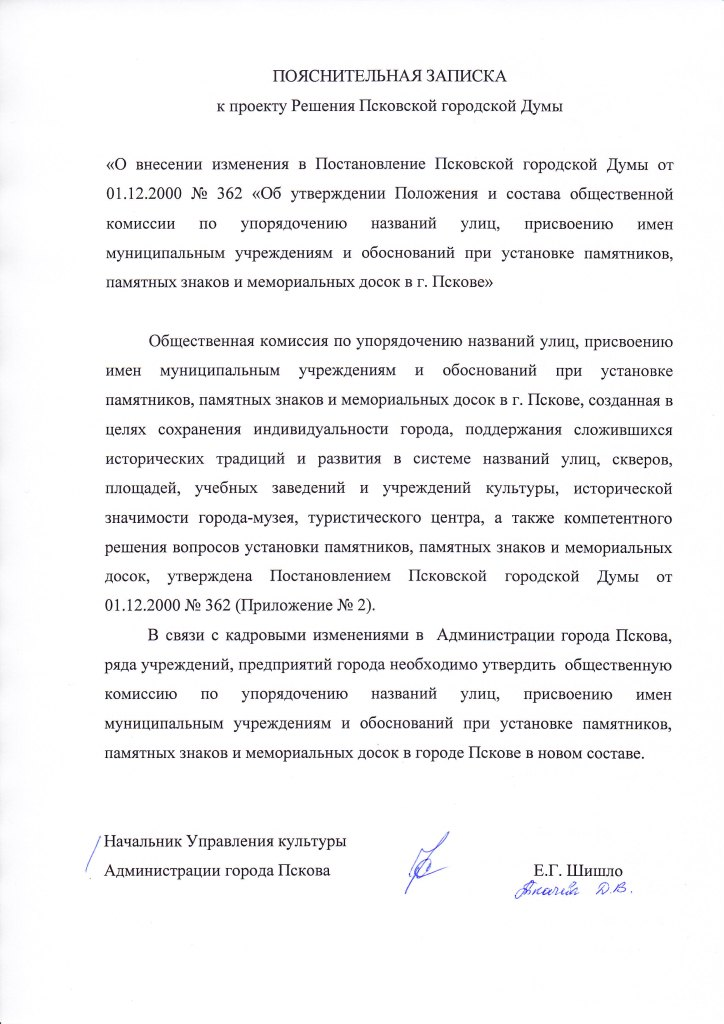 ПОЯСНИТЕЛЬНАЯ ЗАПИСКА
к проекту Решения Псковской городской Думы
«О внесении изменения в Постановление Псковской городской Думы от
01.12.2000 № 362 «Об утверждении Положения и состава общественной
комиссии по упорядочению названий улиц, присвоению имен
муниципальным учреждениям и обоснований при установке памятников,
памятных знаков и мемориальных досок в г. Пскове»
Общественная комиссия по упорядочению названий улиц, присвоению
имен муниципальным учреждениям и обоснований при установке
памятников, памятных знаков и мемориальных досок в г. Пскове, созданная в
целях сохранения индивидуальности города, поддержания сложившихся
исторических традиций и развития в системе названий улиц, скверов,
площадей, учебных заведений и учреждений культуры, исторической
значимости города-музея, туристического центра, а также компетентного
решения вопросов установки памятников, памятных знаков и мемориальных
досок, утверждена Постановлением Псковской городской Думы от
01.12.2000 № 362 (Приложение № 2).
В связи с кадровыми изменениями в Администрации города Пскова,
ряда учреждений, предприятий города необходимо утвердить общественную
комиссию по упорядочению названий улиц, присвоению имен
муниципальным учреждениям и обоснований при установке памятников,
памятных знаков и мемориальных досок в городе Пскове в новом составе.
Начальник Управления культуры
Администрации города Пскова Е.Г. Шишло
Ткачёва Д.В.